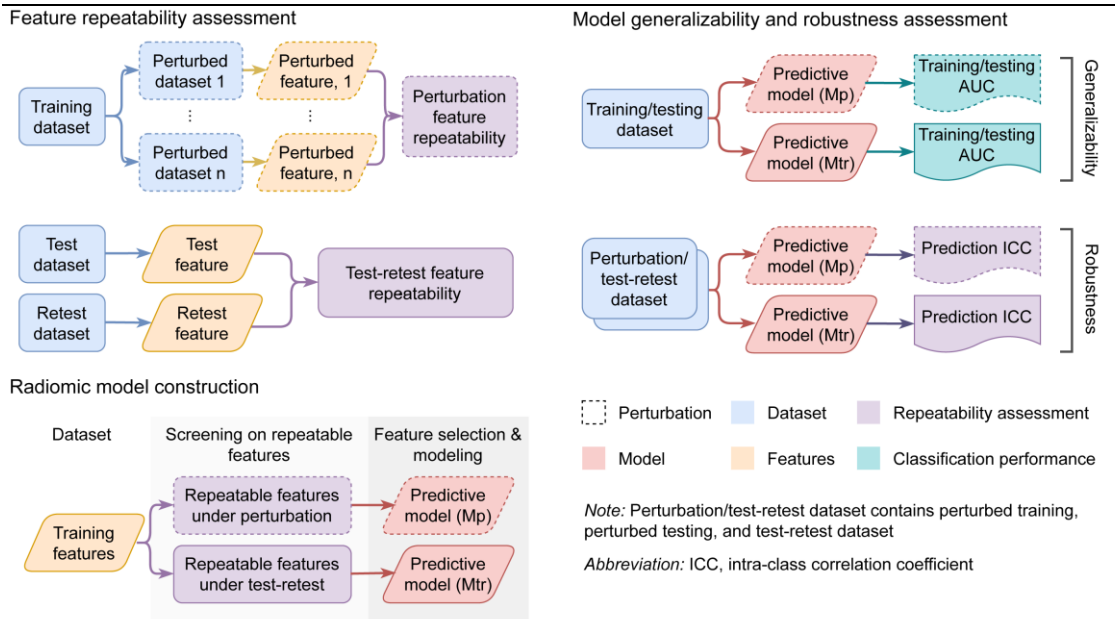 Feature repeatability assessment
Perturbed
dataset 1
Perturbed
feature, 1
Training
dataset
⋮
⋮
Perturbation
feature
repeatability
Perturbed
dataset n
Perturbed
feature, n
Test
dataset
Test
feature
Test-retest feature
repeatability
Retest
dataset
Retest
feature
Radiomic model construction
Dataset
Screening on repeatable
features
Feature selection &
modeling
Training
features
Repeatable features
under perturbation
Predictive
model (Mp)
Repeatable features
under test-retest
Predictive
model (Mtr)
Model generalizability and robustness assessment
Training/testing
dataset
Predictive
model (Mp)
Training/testing
AUC
Predictive
model (Mtr)
Training/testing
AUC
Generalizability
Perturbation/
test-retest
dataset
Predictive
model (Mp)
Prediction ICC
Predictive
model (Mtr)
Prediction ICC
Robustness
Perturbation
Dataset
Repeatability assessment
Model
Features
Classification performance
Note: Perturbation/test-retest dataset contains perturbed training,
perturbed testing, and test-retest dataset
Abbreviation: ICC, intra-class correlation coefficient